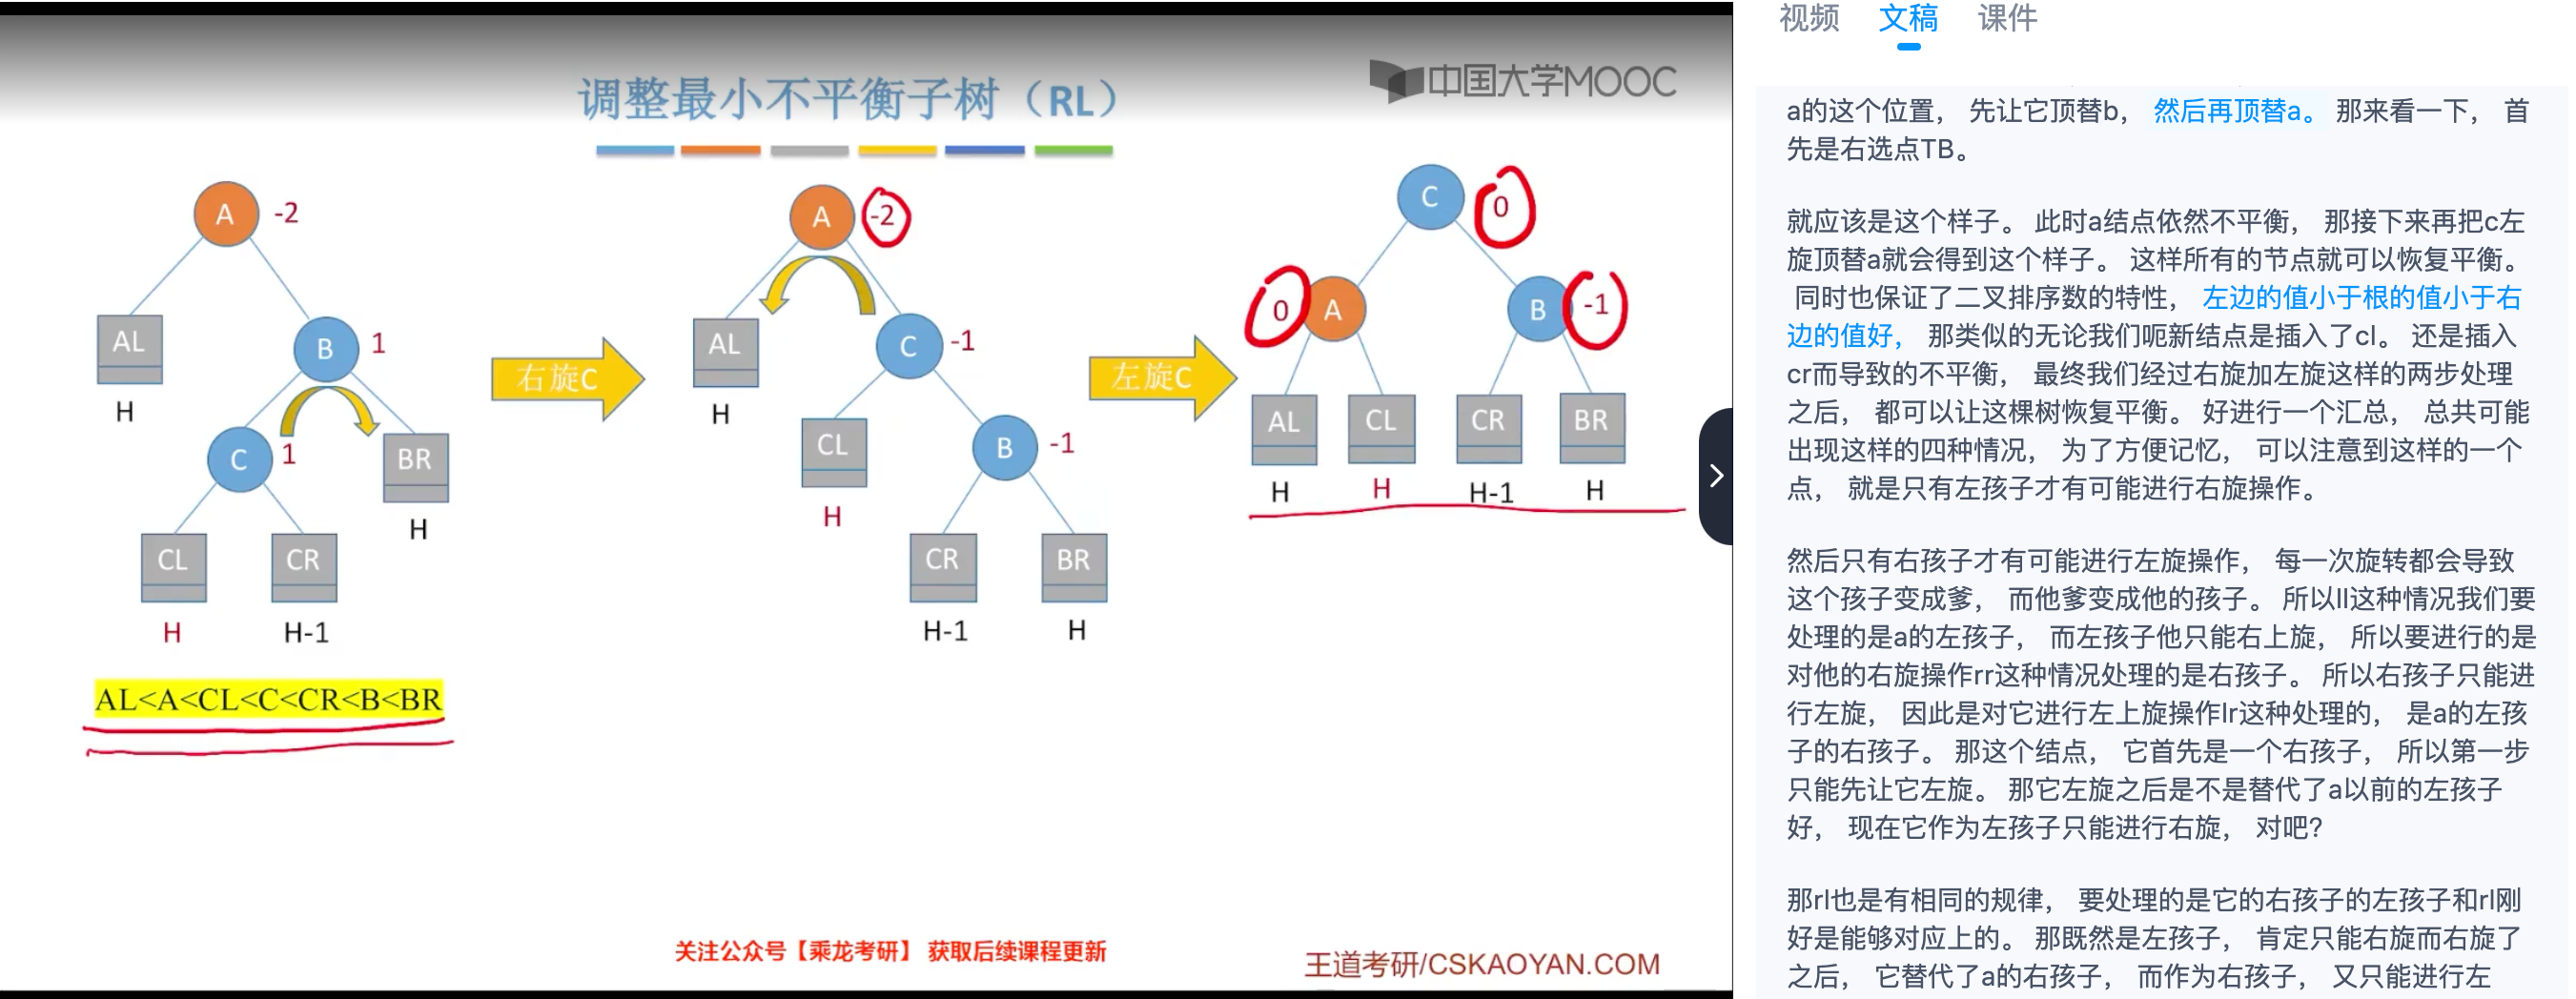 视频 文稿 课件
中国大学MOOC
调整最小不平衡子树（RL）
A -2
AL
H
B 1
C 1
BR
H
CL
CR
H
H-1
AL<A<CL<C<CR<B<BR
右旋C
A -2
AL
H
C -1
CL
H
B -1
CR
BR
H-1
H
左旋C
C 0
0 A
B -1
AL CL CR BR
H H H-1 H
关注公众号【乘龙考研】 获取后续课程更新
王道考研/CSKAOYAN.COM
a的这个位置， 先让它顶替b， 然后再顶替a。 那来看一下， 首
先是右选点TB。
就应该是这个样子。 此时a结点依然不平衡， 那接下来再把c左
旋顶替a就会得到这个样子。 这样所有的节点就可以恢复平衡。
同时也保证了二叉排序数的特性， 左边的值小于根的值小于右
边的值好， 那类似的无论我们呃新结点是插入了cl。 还是插入
cr而导致的不平衡， 最终我们经过右旋加左旋这样的两步处理
之后， 都可以让这棵树恢复平衡。 好进行一个汇总， 总共可能
出现这样的四种情况， 为了方便记忆， 可以注意到这样的一个
点， 就是只有左孩子才有可能进行右旋操作。
然后只有右孩子才有可能进行左旋操作， 每一次旋转都会导致
这个孩子变成爹， 而他爹变成他的孩子。 所以ll这种情况我们要
处理的是a的左孩子， 而左孩子他只能右上旋， 所以要进行的是
对他的右旋操作rr这种情况处理的是右孩子。 所以右孩子只能进
行左旋， 因此是对它进行左上旋操作lr这种处理的， 是a的左孩
子的右孩子。 那这个结点， 它首先是一个右孩子， 所以第一步
只能先让它左旋。 那它左旋之后是不是替代了a以前的左孩子
好， 现在它作为左孩子只能进行右旋， 对吧?
那rl也是有相同的规律， 要处理的是它的右孩子的左孩子和rl刚
好是能够对应上的。 那既然是左孩子， 肯定只能右旋而右旋了
之后， 它替代了a的右孩子， 而作为右孩子， 又只能进行左